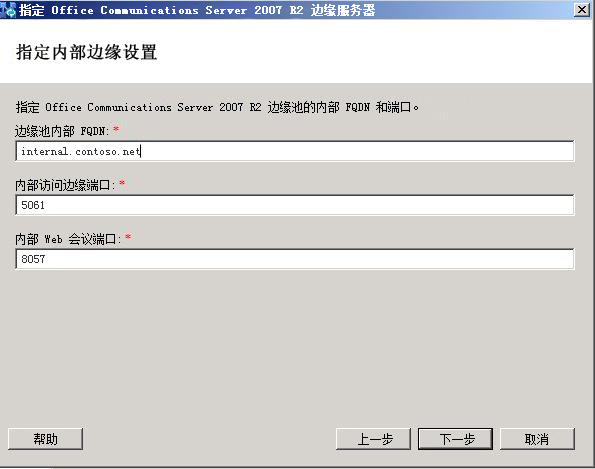 指定 Office Communications Server 2007 R2 边缘服务器
指定内部边缘设置
指定 Office Communications Server 2007 R2 边缘池的内部 FQDN 和端口。
边缘池内部 FQDN: *
internal.contoso.net
内部访问边缘端口: *
5061
内部 Web 会议端口: *
8057
帮助
上一步
下一步
取消